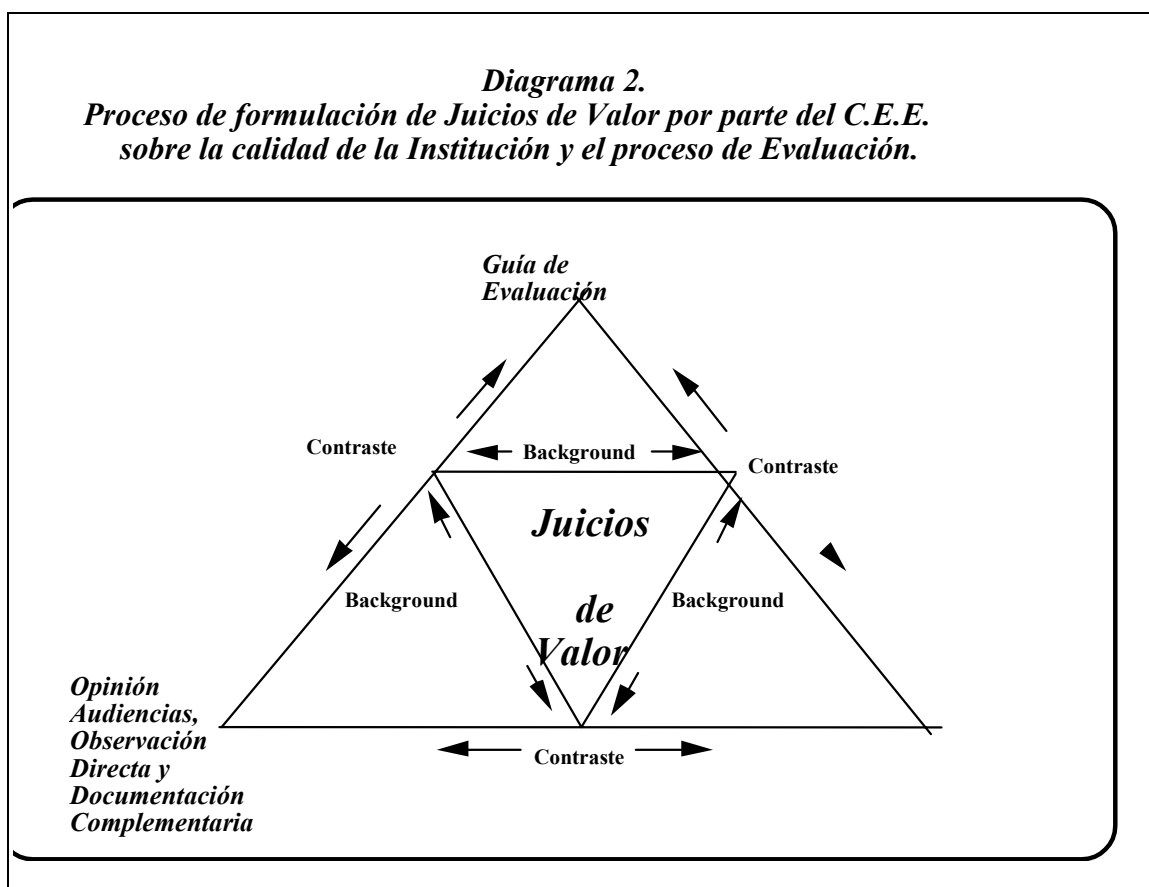 Diagrama 2.
Proceso de formulación de Juicios de Valor por parte del C.E.E.
sobre la calidad de la Institución y el proceso de Evaluación.
Guía de
Evaluación
Contraste
Background
Contraste
Juicios
Background
de
Background
Valor
Opinión
Audiencias,
Observación
Directa y
Documentación
Complementaria
Contraste